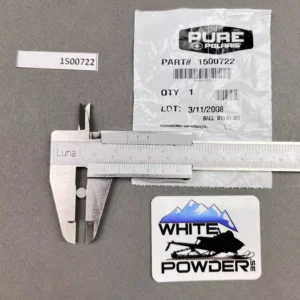 PURE
POLARIS
PART# 1500722
1500722
QTY 1
LOT: 3/11/2008
Luna
WHITE
POWDER